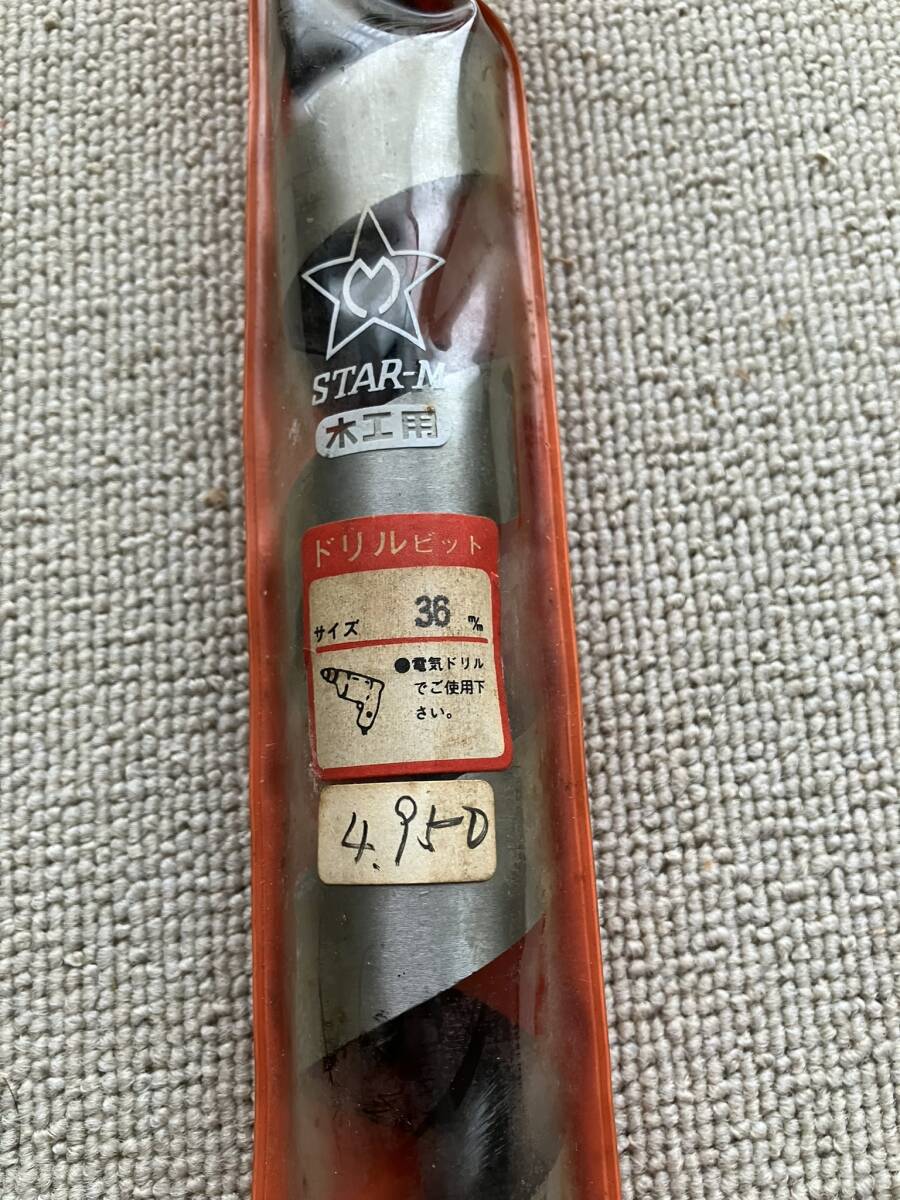 M
STAR-M
木工用
ドリルビット
サイズ 36 m/m
●電気ドリル
でご使用下
さい。
4.950